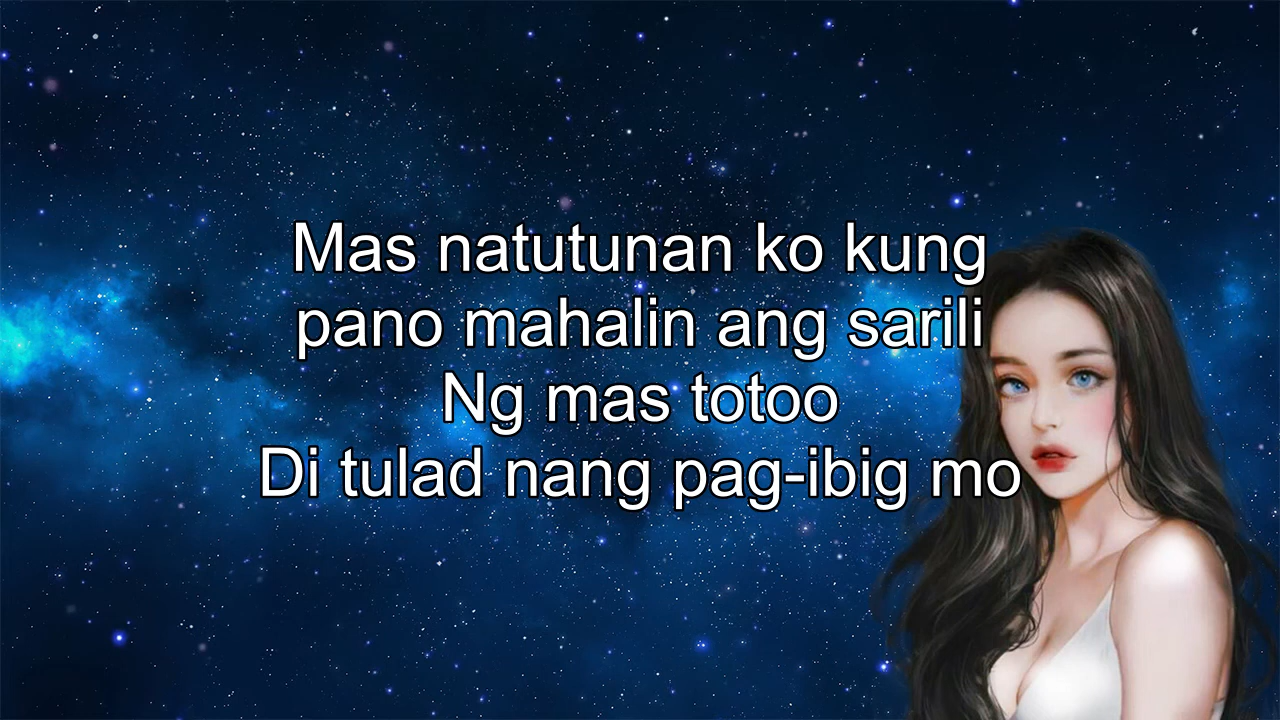 Mas natutunan ko kung
pano mahalin ang sarili
Ng mas totoo
Di tulad nang pag-ibig mo